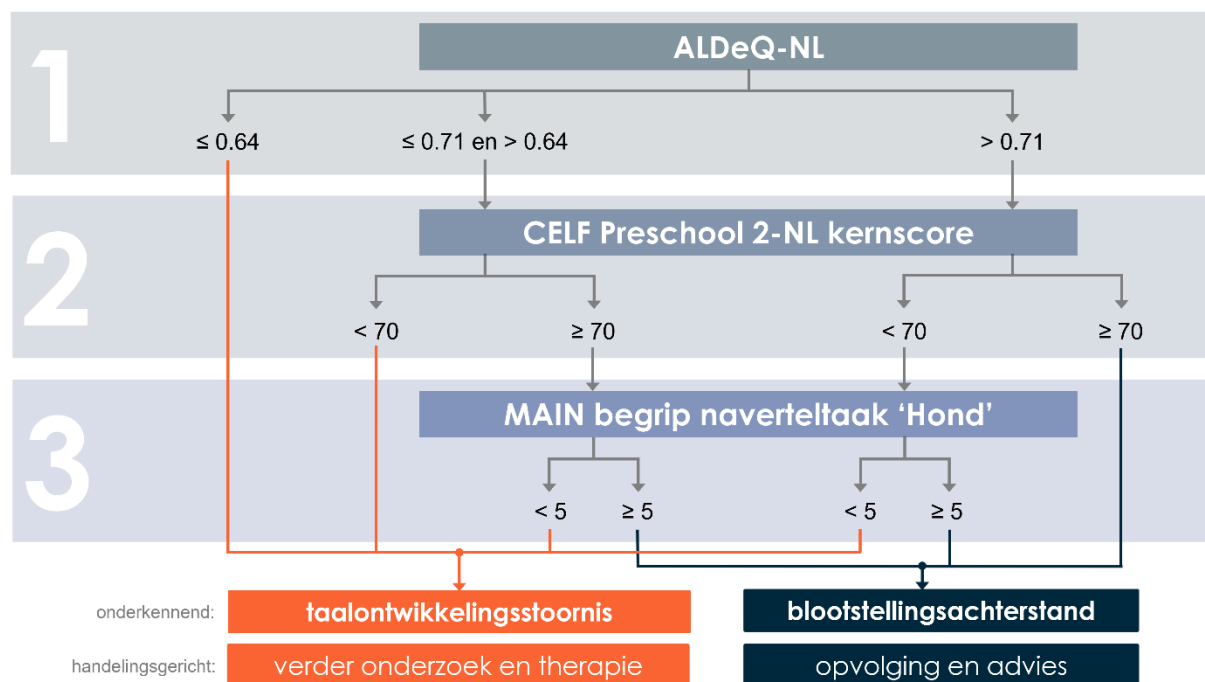 1
ALDeQ-NL
≤ 0.64
≤ 0.71 en > 0.64
> 0.71
2
CELF Preschool 2-NL kernscore
< 70
≥ 70
< 70
≥ 70
3
MAIN begrip naverteltaak ‘Hond’
< 5
≥ 5
< 5
≥ 5
onderkennend:
taalontwikkelingsstoornis
blootstellingsachterstand
handelingsgericht:
verder onderzoek en therapie
opvolging en advies